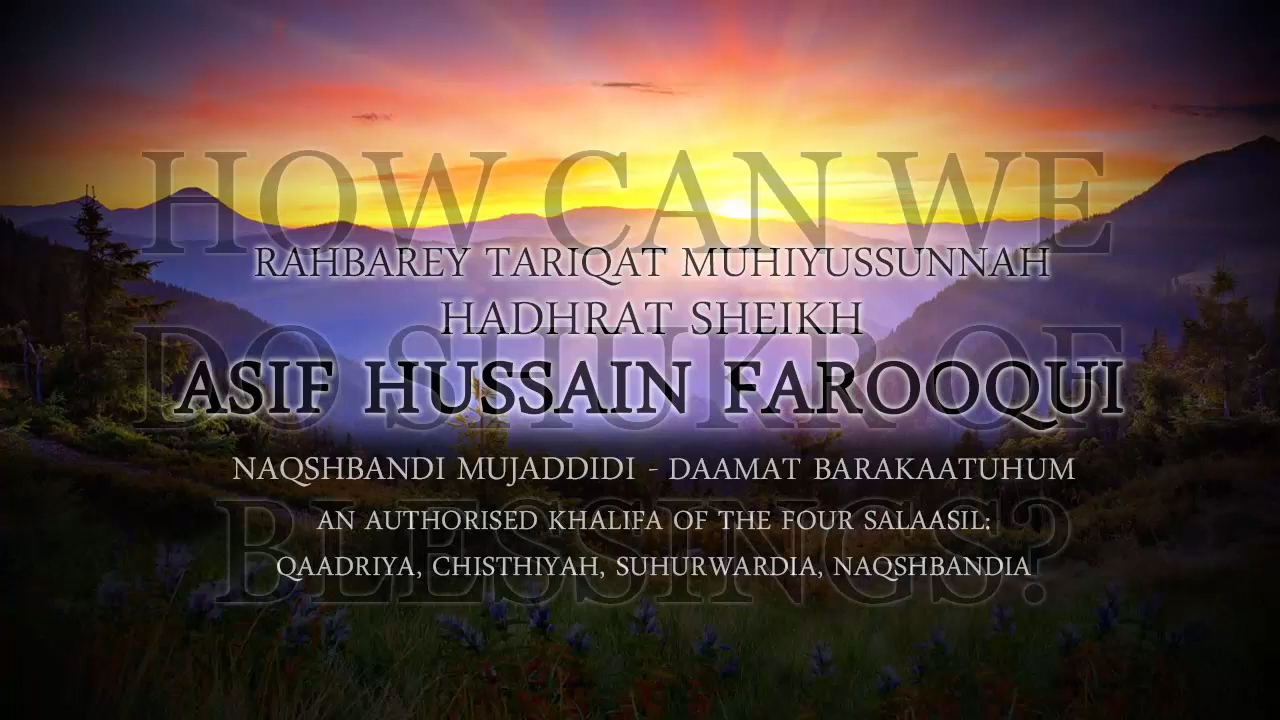 HOW CAN WE
RAHBAREY TARIQAT MUHIYUSSUNNAH
HADHRAT SHEIKH
DO SHUKR OF
ASIF HUSSAIN FAROOQUI
NAQSHBANDI MUJADDIDI - DAAMAT BARAKAATUHUM
BLESSINGS?
AN AUTHORISED KHALIFA OF THE FOUR SALAASIL:
QAADRIYA, CHISTHIYAH, SUHURWARDIA, NAQSHBANDIA